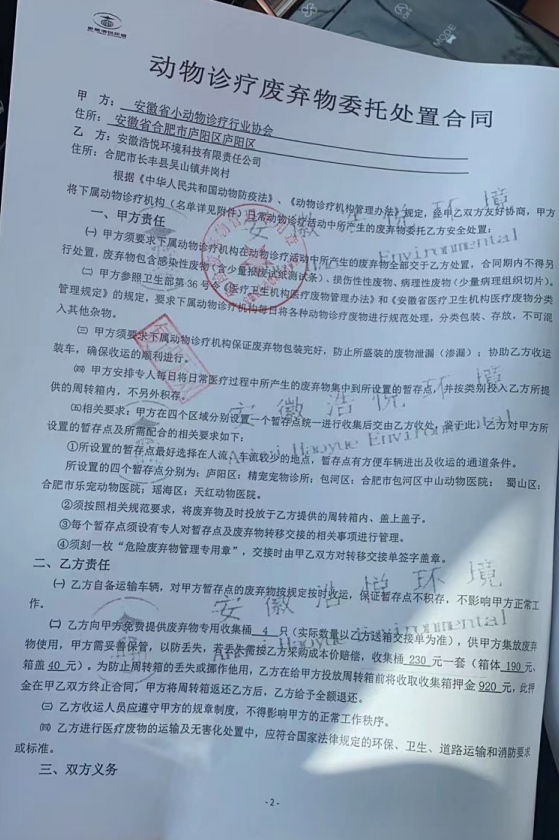 动物诊疗废弃物委托处置合同
甲 方：安徽省小动物诊疗行业协会
住所：安徽省合肥市庐阳区庐阳区
乙 方：安徽浩悦环境科技有限责任公司
住所：合肥市长丰县吴山镇井岗村
根据《中华人民共和国动物防疫法》、《动物诊疗机构管理办法》规定，经甲乙双方友好协商，甲方
将下属动物诊疗机构（名单详见附件）日常动物诊疗活动中所产生的废弃物委托乙方安全处置：
一、甲方责任
㈠ 甲方须要求下属动物诊疗机构在动物诊疗活动中所产生的废弃物全部交于乙方处置，合同期内不得另
行处置，废弃物包含感染性废物（含少量报废试纸测试条）、损伤性性废物、病理性废物（少量病理组织切片）。
㈡ 甲方参照卫生部第36号令《医疗卫生机构医疗废物管理办法》和《安徽省医疗卫生机构医疗废物分类
管理规定》的规定，要求下属动物诊疗机构每日将各种动物诊疗废物进行规范处理，分类包装、存放，不可混
入其他杂物。
㈢ 甲方须要求下属动物诊疗机构保证废弃物包装完好，防止所盛装的废物泄漏（渗漏）；协助乙方收运
装车，确保收运的顺利进行。
㈣ 甲方安排专人每日将日常医疗过程中所产生的废弃物集中到所设置的暂存点，并按类别投入乙方所提
供的周转箱内，不另外积存。
㈤相关要求：甲方在四个区域分别设置一个暂存点统一进行收集后交由乙方收处，鉴于此，乙方对甲方所
设置的暂存点及所需配合的相关要求如下：
①所设置的暂存点最好选择在人流、车流较少的地点，暂存点有方便车辆进出及收运的通道条件。
所设置的四个暂存点分别为：庐阳区：精宠宠物诊所；包河区：合肥市包河区中山动物医院； 蜀山区：
合肥市乐宠动物医院；瑶海区：天红动物医院。
②须按照相关规范要求，将废弃物及时投放于乙方提供的周转箱内、盖上盖子。
③每个暂存点须设有专人对暂存点及废弃物转移交接的相关事项进行管理。
④须刻一枚“危险废弃物管理专用章”，交接时由甲乙双方对转移交接单签字盖章。
二、乙方责任
㈠ 乙方自备运输车辆，对甲方暂存点的废弃物按规定按时收运，保证暂存点不积存，不影响甲方正常工
作。
㈡ 乙方向甲方免费提供废弃物专用收集桶 4 只（实际数量以乙方送箱交接单为准），供甲方集放废弃
物使用，甲方需妥善保管，以防丢失，若丢失需按乙方采购成本价赔偿，收集桶 230 元一套（箱体 190元，
箱盖 40 元）。为防止周转箱的丢失或挪作他用，乙方在给甲方投放周转箱前将收取收集箱押金 920 元，此押
金在甲乙双方终止合同，甲方将周转箱返还乙方后，乙方给予全额退还。
㈢ 乙方收运人员应遵守甲方的规章制度，不得影响甲方的正常工作秩序。
㈣ 乙方进行医疗废物的运输及无害化处置中，应符合国家法律规定的环保、卫生、道路运输和消防要求
或标准。
三、双方义务
- 2 -
安徽浩悦环境
Anhui Haoyue Environmental
安徽浩悦环境
Anhui Haoyue Environmental
安徽浩悦环境
Anhui Haoyue Environmental
MODE